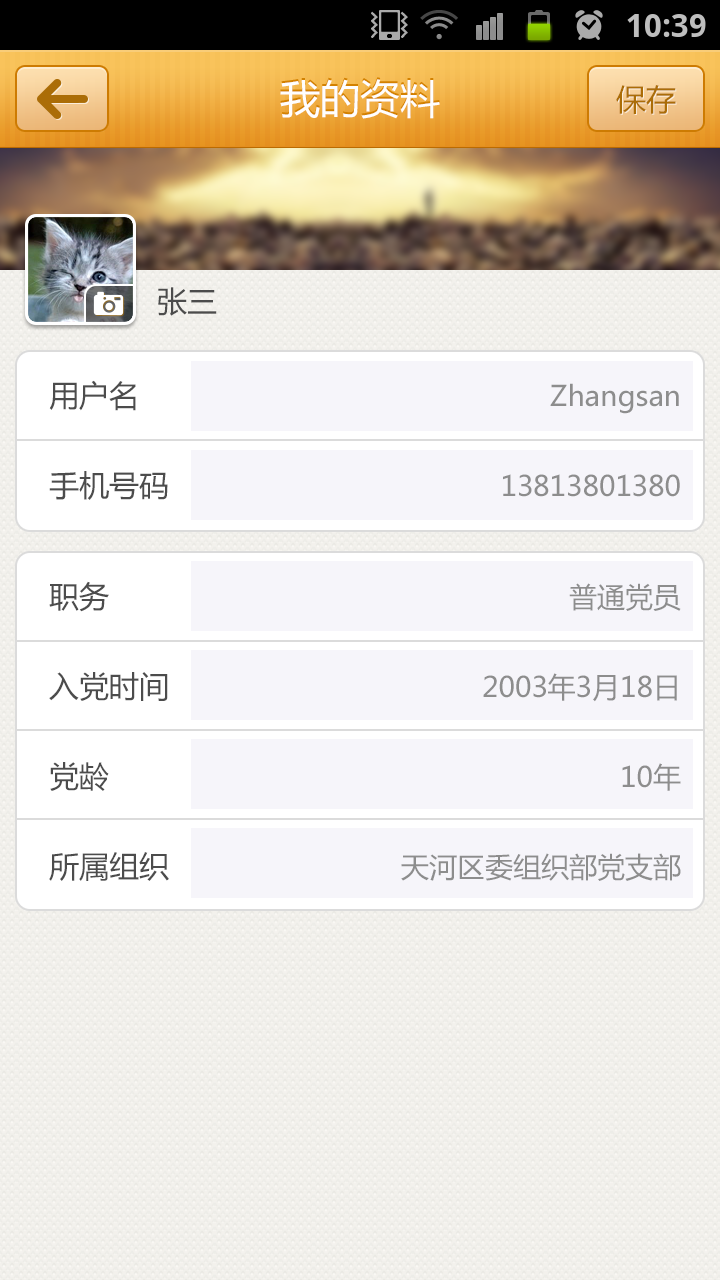 10:39
我的资料
保存
张三
用户名 Zhangsan
手机号码 13813801380
职务 普通党员
入党时间 2003年3月18日
党龄 10年
所属组织 天河区委组织部党支部